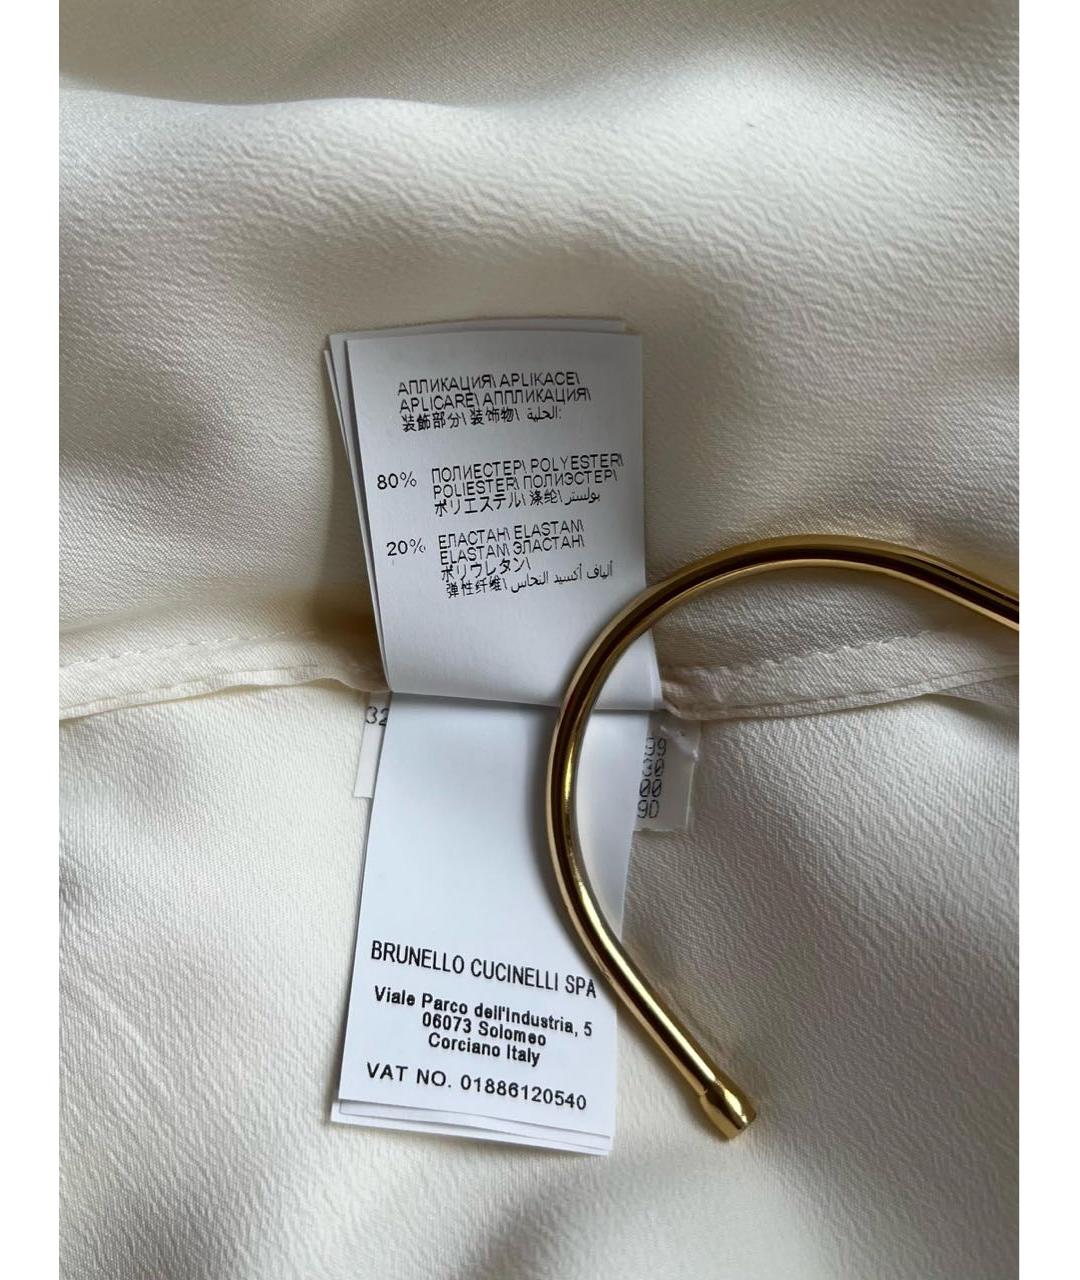 АПЛИКАЦИЯ\ APLIKACE\
APLICARE\ АППЛИКАЦИЯ\
装飾部分\ 装饰物\ الحلية:
80% ПОЛИЕСТЕР\ POLYESTER\
POLIESTER\ ПОЛИЭСТЕР\
ポリエステル\ 涤纶\ بولستر
20% ЕЛАСТАН\ ELASTAN\
ELASTAN\ ЭЛАСТАН\
ポリウレタン\
弹性纤维\ ألياف أكسيد النحاس
32
99
30
00
9D
BRUNELLO CUCINELLI SPA
Viale Parco dell'Industria, 5
06073 Solomeo
Corciano Italy
VAT NO. 01886120540